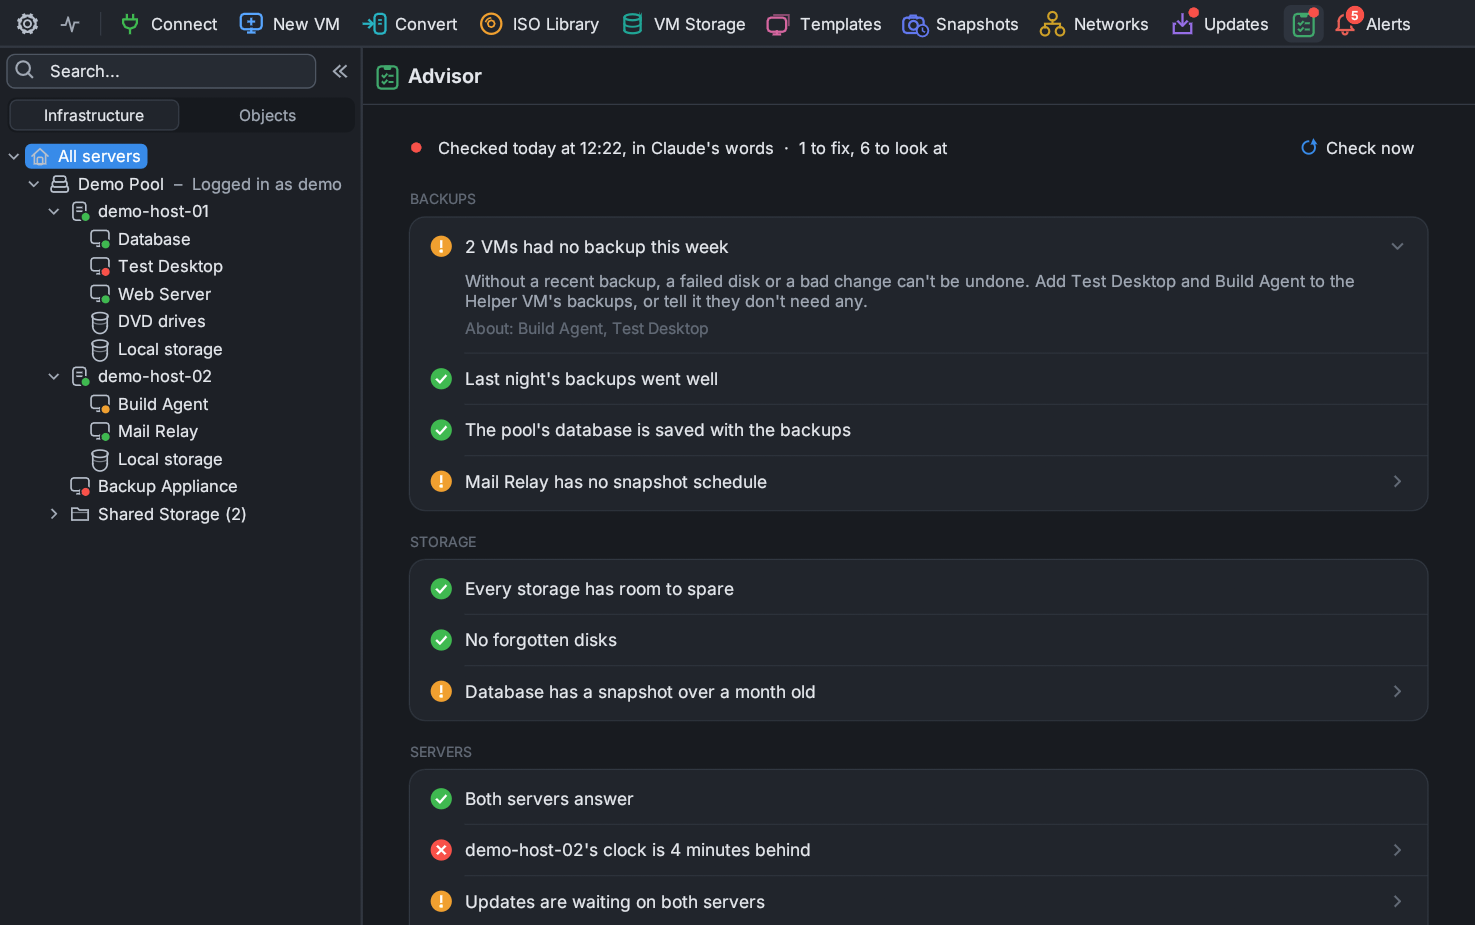 Connect
New VM
Convert
ISO Library
VM Storage
Templates
Snapshots
Networks
Updates
5
Alerts
Search...
Infrastructure
Objects
All servers
Demo Pool – Logged in as demo
demo-host-01
Database
Test Desktop
Web Server
DVD drives
Local storage
demo-host-02
Build Agent
Mail Relay
Local storage
Backup Appliance
Shared Storage (2)
Advisor
Checked today at 12:22, in Claude's words · 1 to fix, 6 to look at
Check now
BACKUPS
2 VMs had no backup this week
Without a recent backup, a failed disk or a bad change can't be undone. Add Test Desktop and Build Agent to the
Helper VM's backups, or tell it they don't need any.
About: Build Agent, Test Desktop
Last night's backups went well
The pool's database is saved with the backups
Mail Relay has no snapshot schedule
STORAGE
Every storage has room to spare
No forgotten disks
Database has a snapshot over a month old
SERVERS
Both servers answer
demo-host-02's clock is 4 minutes behind
Updates are waiting on both servers